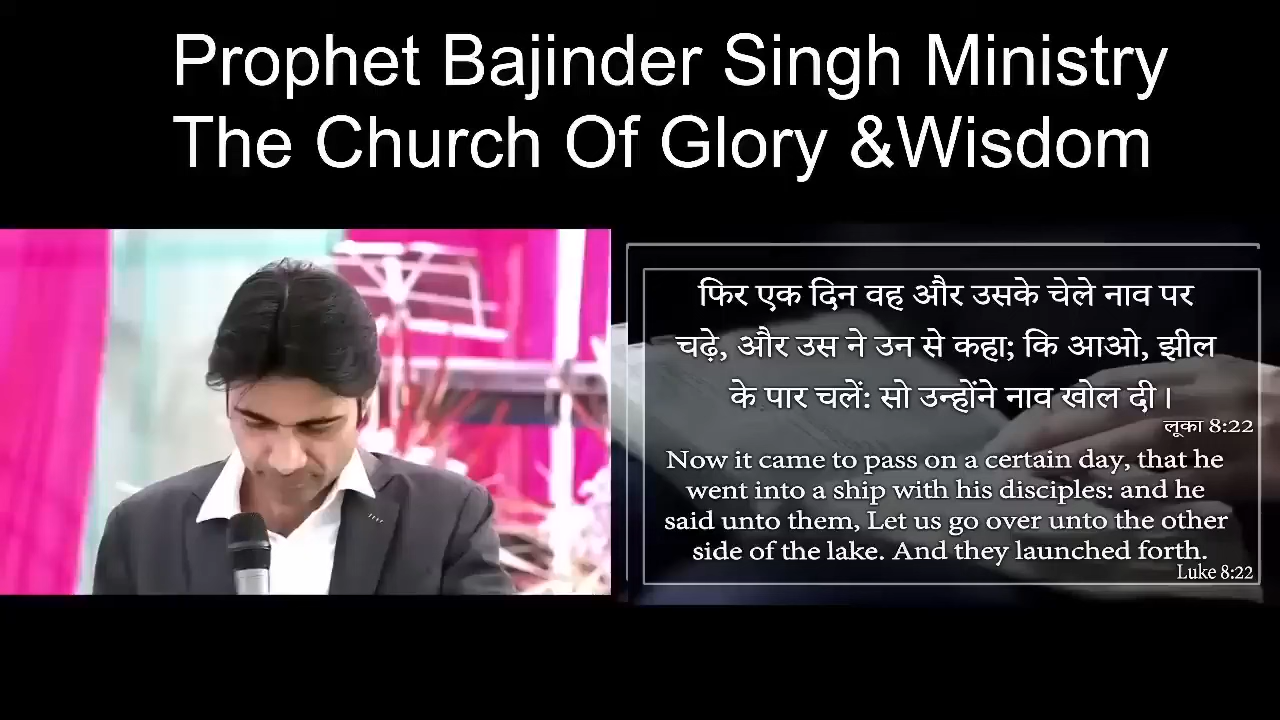 Prophet Bajinder Singh Ministry
The Church Of Glory &Wisdom
फिर एक दिन वह और उसके चेले नाव पर
चढ़े, और उस ने उन से कहा; कि आओ, झील
के पार चलें: सो उन्होंने नाव खोल दी।
लूका 8:22
Now it came to pass on a certain day, that he
went into a ship with his disciples: and he
said unto them, Let us go over unto the other
side of the lake. And they launched forth.
Luke 8:22